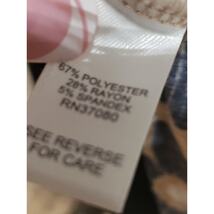 67% POLYESTER
28% RAYON
5% SPANDEX
RN37080
SEE REVERSE
FOR CARE